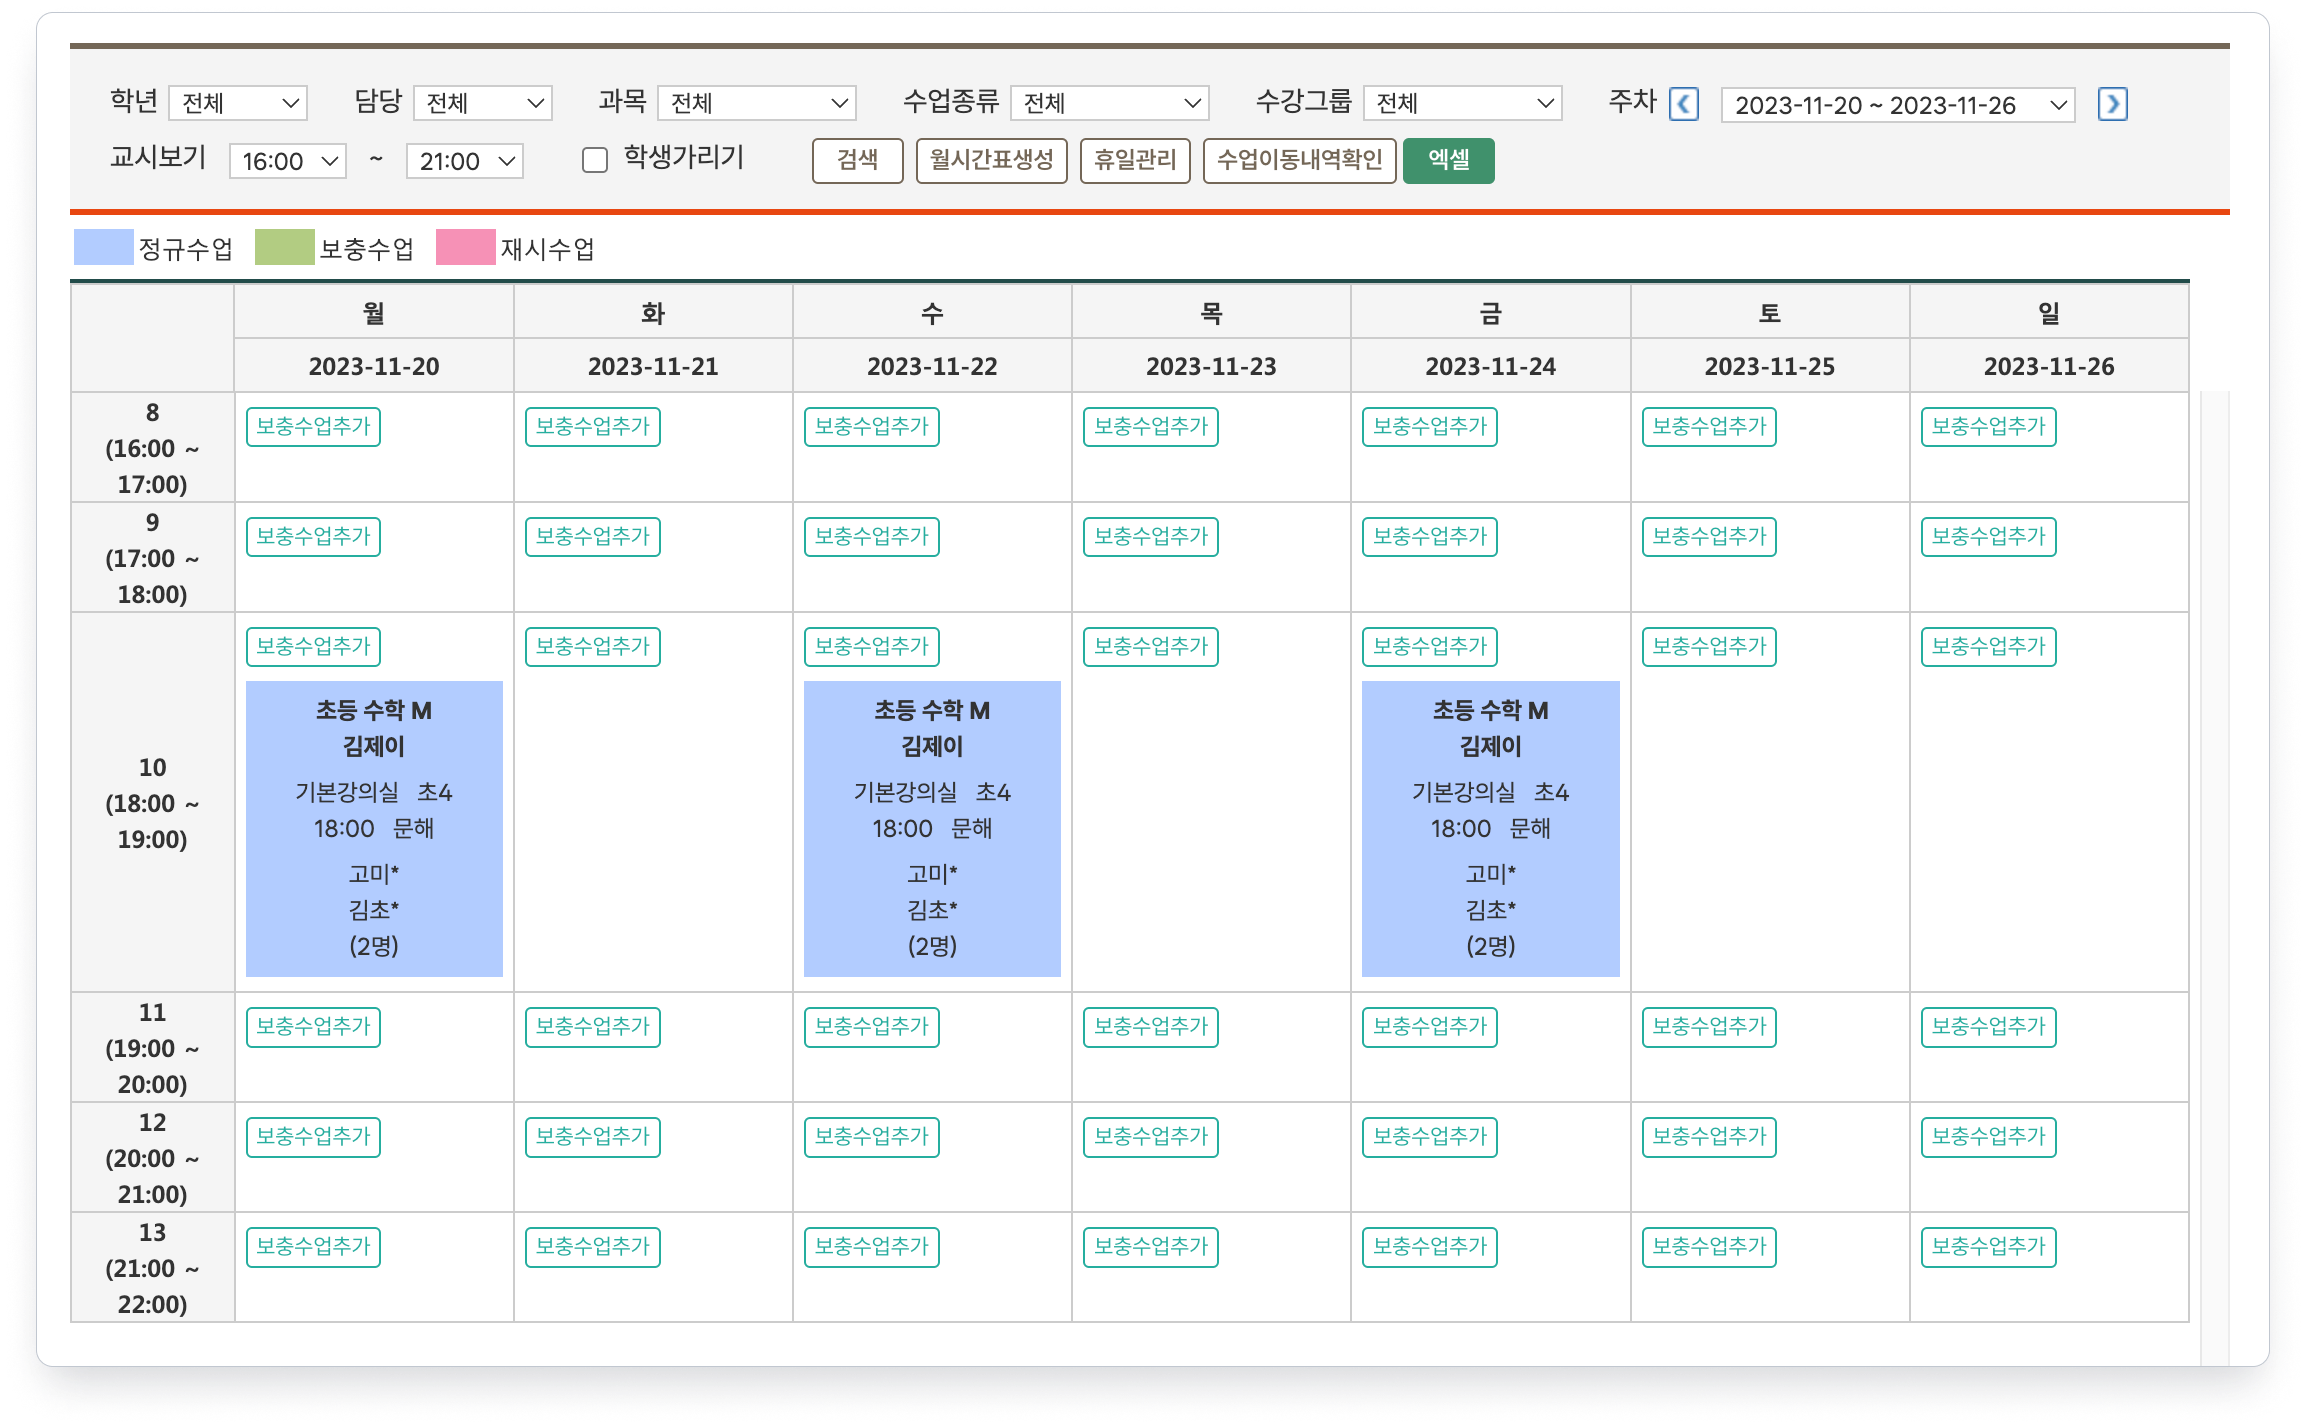 학년 전체 담당 전체 과목 전체 수업종류 전체 수강그룹 전체 주차 2023-11-20 ~ 2023-11-26
교시보기 16:00 ~ 21:00 학생가리기 검색 월시간표생성 휴일관리 수업이동내역확인 엑셀
정규수업 보충수업 재시수업
월 화 수 목 금 토 일
2023-11-20 2023-11-21 2023-11-22 2023-11-23 2023-11-24 2023-11-25 2023-11-26
8
(16:00 ~
17:00)
보충수업추가 보충수업추가 보충수업추가 보충수업추가 보충수업추가 보충수업추가 보충수업추가
9
(17:00 ~
18:00)
보충수업추가 보충수업추가 보충수업추가 보충수업추가 보충수업추가 보충수업추가 보충수업추가
10
(18:00 ~
19:00)
보충수업추가 보충수업추가 보충수업추가 보충수업추가 보충수업추가 보충수업추가 보충수업추가
초등 수학 M
김제이
기본강의실 초4
18:00 문해
고미*
김초*
(2명)
초등 수학 M
김제이
기본강의실 초4
18:00 문해
고미*
김초*
(2명)
초등 수학 M
김제이
기본강의실 초4
18:00 문해
고미*
김초*
(2명)
11
(19:00 ~
20:00)
보충수업추가 보충수업추가 보충수업추가 보충수업추가 보충수업추가 보충수업추가 보충수업추가
12
(20:00 ~
21:00)
보충수업추가 보충수업추가 보충수업추가 보충수업추가 보충수업추가 보충수업추가 보충수업추가
13
(21:00 ~
22:00)
보충수업추가 보충수업추가 보충수업추가 보충수업추가 보충수업추가 보충수업추가 보충수업추가